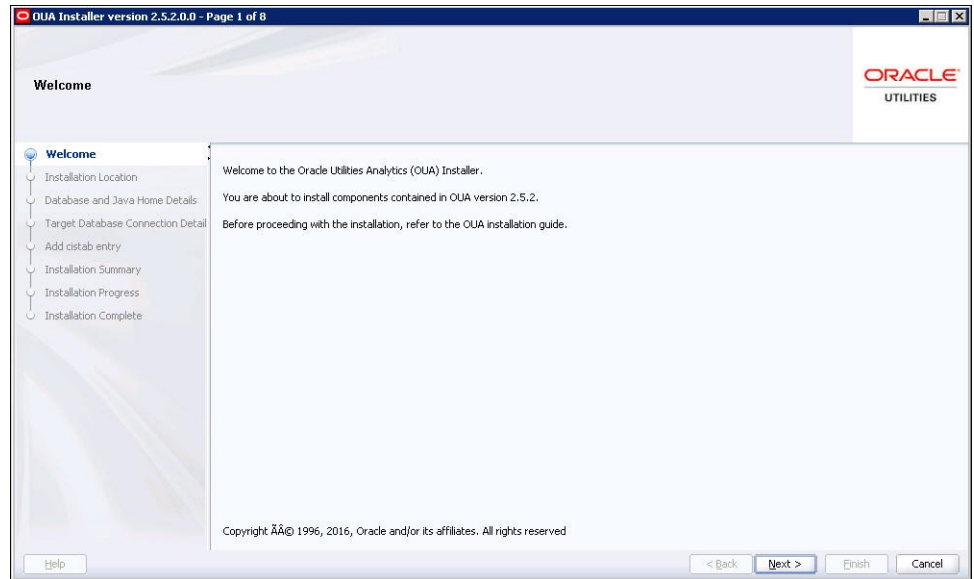 OUA Installer version 2.5.2.0.0 - Page 1 of 8
Welcome
ORACLE
UTILITIES
Welcome
Installation Location
Database and Java Home Details
Target Database Connection Detail
Add cistab entry
Installation Summary
Installation Progress
Installation Complete
Welcome to the Oracle Utilities Analytics (OUA) Installer.
You are about to install components contained in OUA version 2.5.2.
Before proceeding with the installation, refer to the OUA installation guide.
Copyright Ã‚© 1996, 2016, Oracle and/or its affiliates. All rights reserved
Help
< Back
Next >
Finish
Cancel